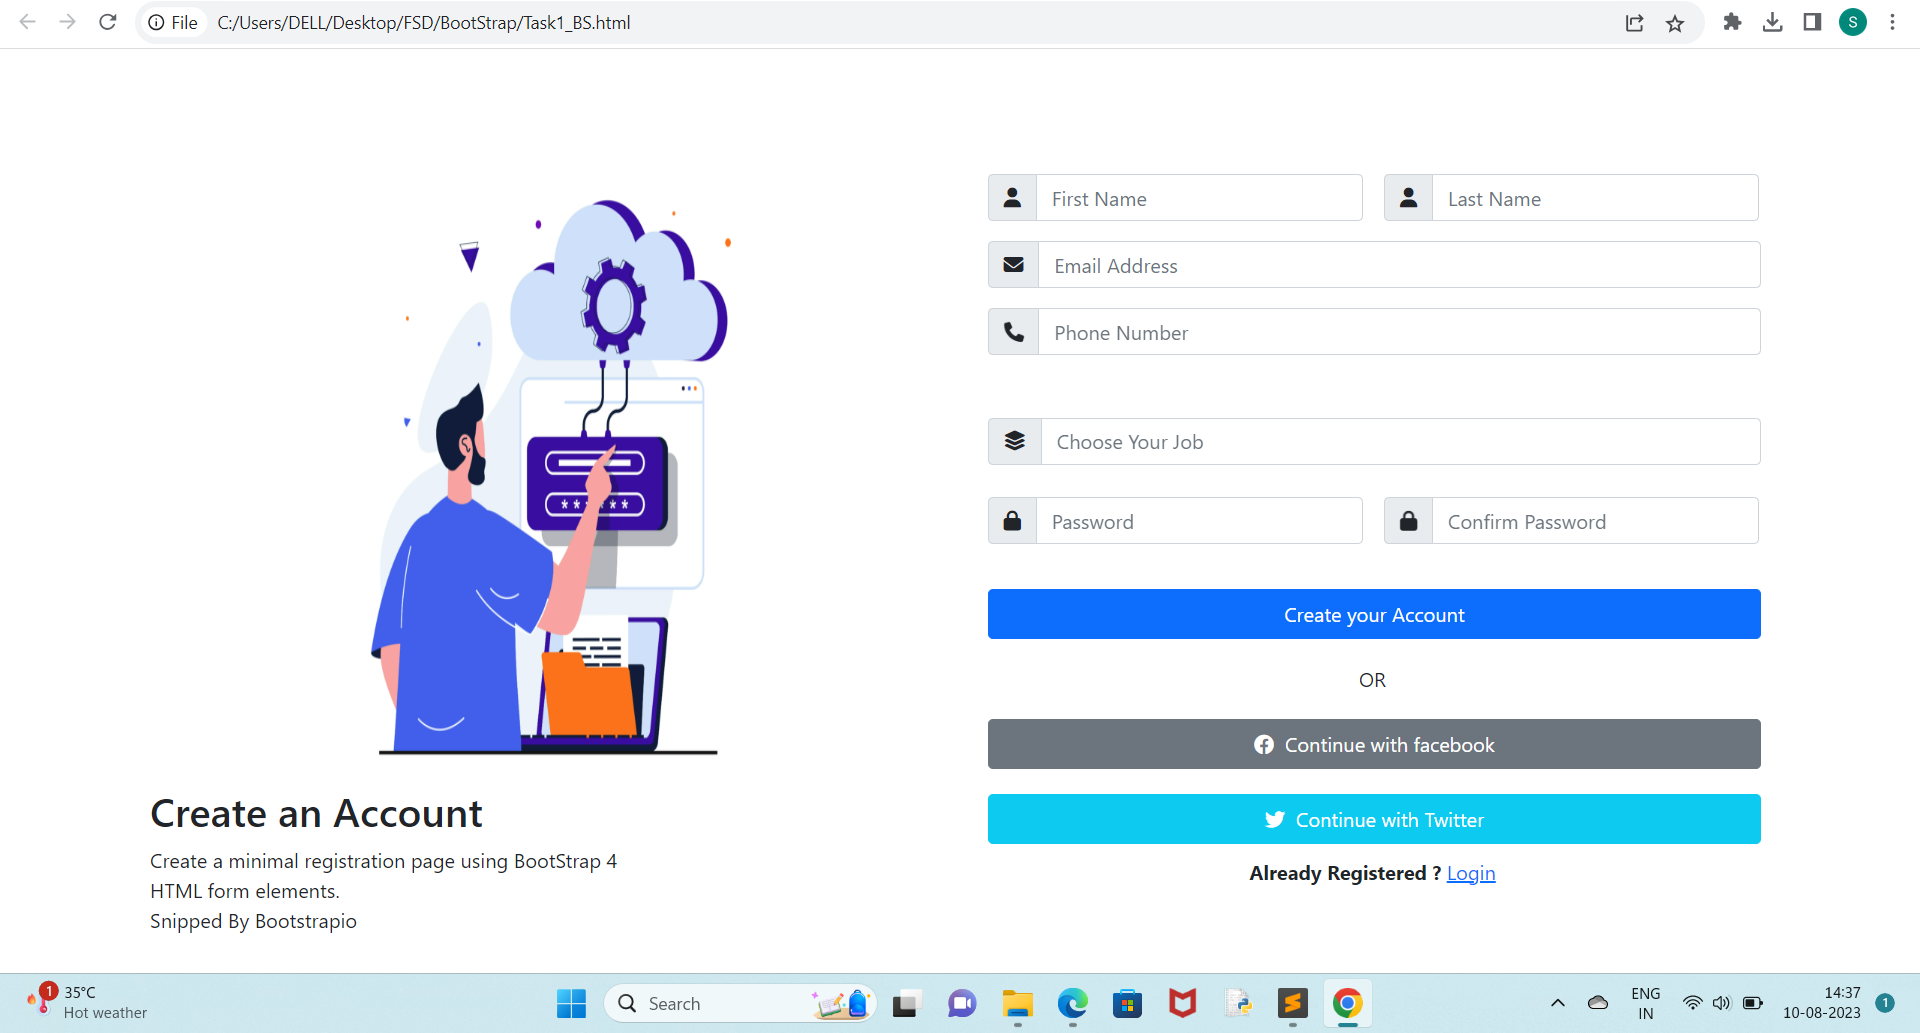 File C:/Users/DELL/Desktop/FSD/BootStrap/Task1_BS.html
S
First Name
Last Name
Email Address
Phone Number
Choose Your Job
Password
Confirm Password
Create your Account
OR
Continue with facebook
Continue with Twitter
Already Registered ? Login
* * * * * *
Create an Account
Create a minimal registration page using BootStrap 4
HTML form elements.
Snipped By Bootstrapio
1
35°C
Hot weather
Search
ENG
IN
14:37
10-08-2023
1